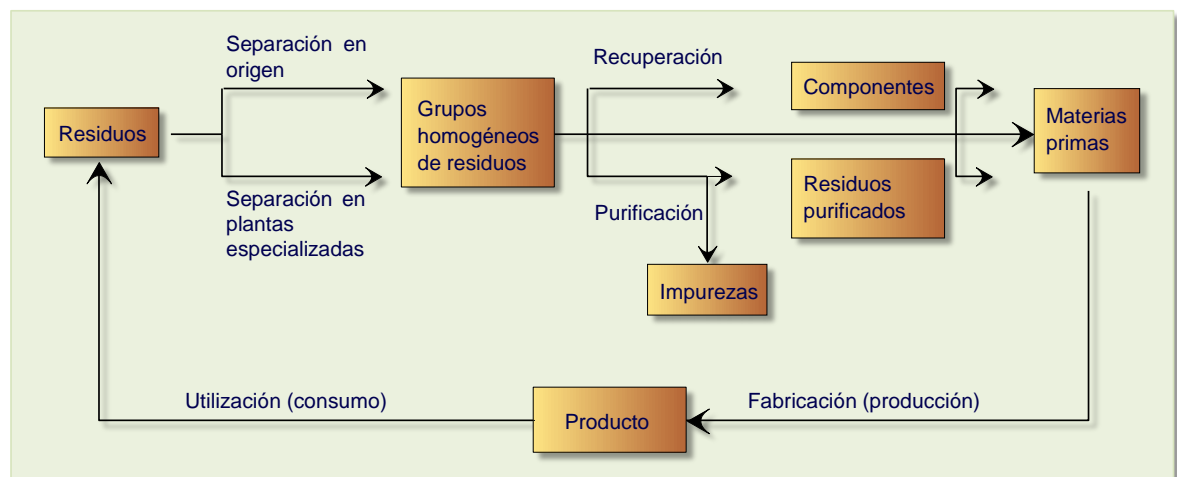 Residuos
Separación en
origen
Separación en
plantas
especializadas
Grupos
homogéneos
de residuos
Recuperación
Purificación
Impurezas
Componentes
Residuos
purificados
Materias
primas
Fabricación (producción)
Producto
Utilización (consumo)